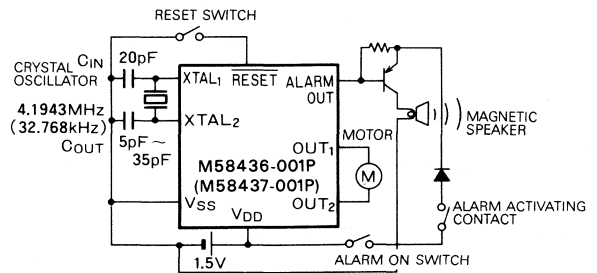 RESET SWITCH
CIN
20pF
CRYSTAL
OSCILLATOR
XTAL1
RESET
ALARM
OUT
4.1943MHz
(32.768kHz)
COUT
5pF ~
35pF
XTAL2
MAGNETIC
SPEAKER
OUT1
MOTOR
M58436-001P
(M58437-001P)
M
VSS
VDD
OUT2
ALARM ACTIVATING
CONTACT
1.5V
ALARM ON SWITCH